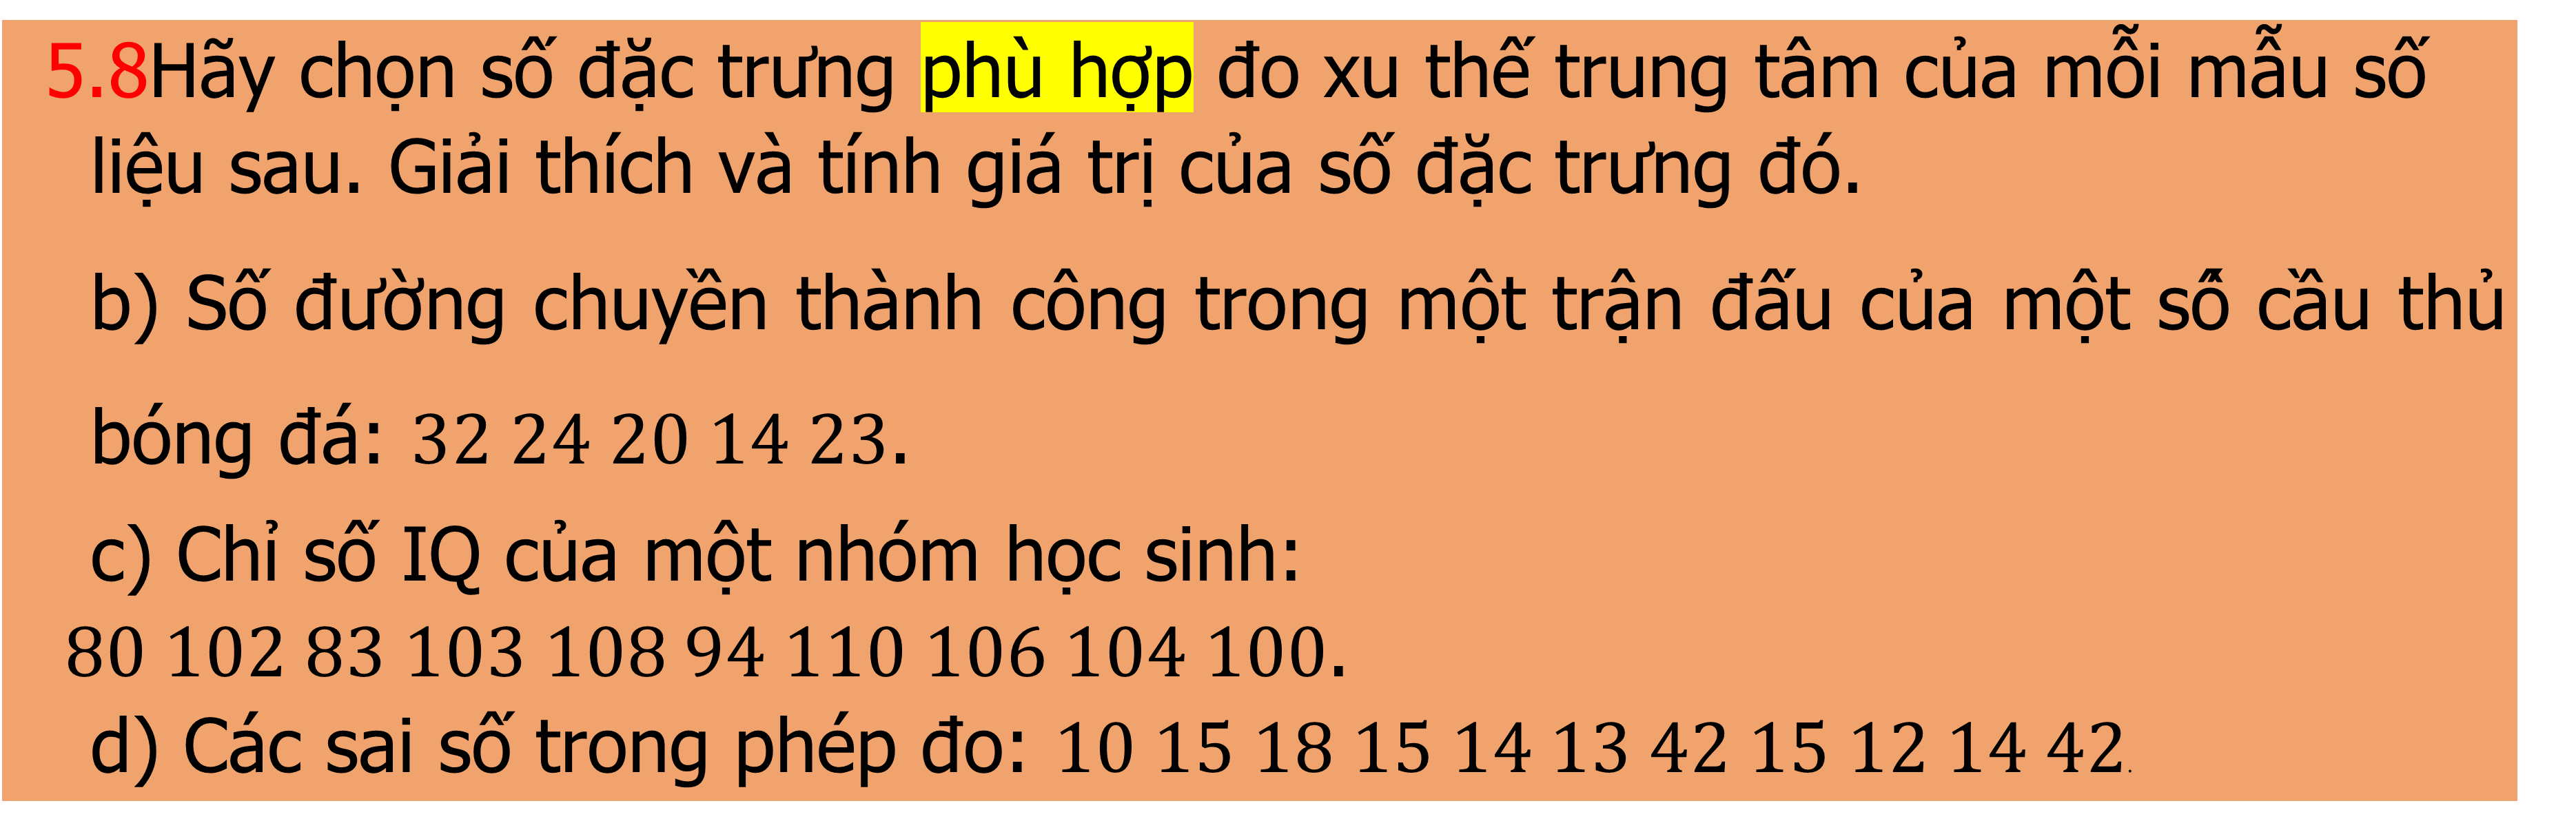 5.8Hãy chọn số đặc trưng phù hợp đo xu thế trung tâm của mỗi mẫu số
liệu sau. Giải thích và tính giá trị của số đặc trưng đó.
b) Số đường chuyền thành công trong một trận đấu của một số cầu thủ
bóng đá: 32 24 20 14 23.
c) Chỉ số IQ của một nhóm học sinh:
80 102 83 103 108 94 110 106 104 100.
d) Các sai số trong phép đo: 10 15 18 15 14 13 42 15 12 14 42.